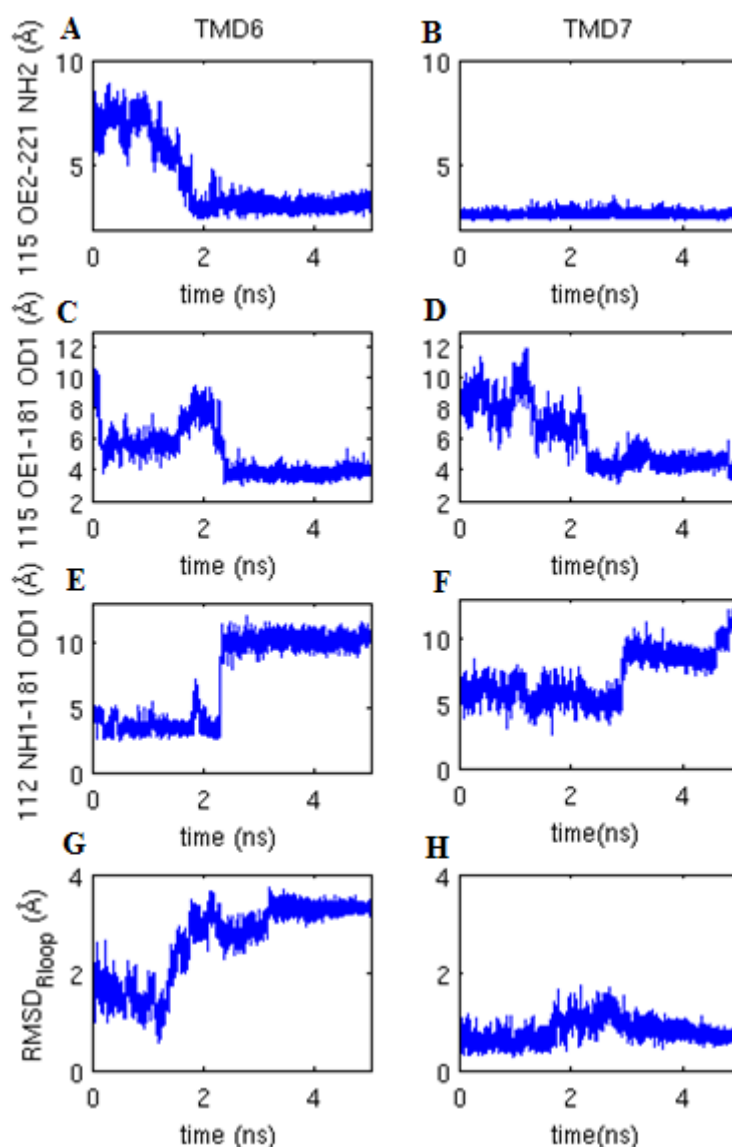 A TMD6 B TMD7
115 OE2-221 NH2 (Å)
10 10
5 5
0 2 4 0 2 4
time (ns) time(ns)
C D
115 OE1-181 OD1 (Å)
12 12
10 10
8 8
6 6
4 4
2 2
0 2 4 0 2 4
time (ns) time(ns)
E F
112 NH1-181 OD1 (Å)
10 10
5 5
0 0
0 2 4 0 2 4
time (ns) time(ns)
G H
RMSD Rloop (Å)
4 4
2 2
0 0
0 2 4 0 2 4
time (ns) time (ns)